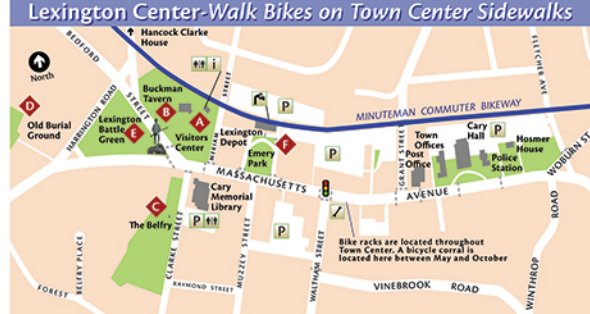 Lexington Center-Walk Bikes on Town Center Sidewalks
Hancock Clarke
House
BEDFORD
STREET
North
HARRINGTON ROAD
Buckman
Tavern
i
STREET
MERIAM
FLETCHER AVE
D
Old Burial
Ground
B
A
Lexington
Battle
Green
E
Visitors
Center
P
MINUTEMAN COMMUTER BIKEWAY
Lexington
Depot
F
Emery
Park
P
GRANT STREET
Town
Offices
Post
Office
Cary
Hall
P
Hosmer
House
Police
Station
WOBURN ST
MASSACHUSETTS
AVENUE
Cary
Memorial
Library
P
C
The Belfry
P
Bike racks are located throughout
Town Center. A bicycle corral is
located here between May and October
CLARKE STREET
MUZZEY STREET
WALTHAM STREET
RAYMOND STREET
BELFRY PLACE
FOREST
VINEBROOK ROAD
WINTHROP
ROAD